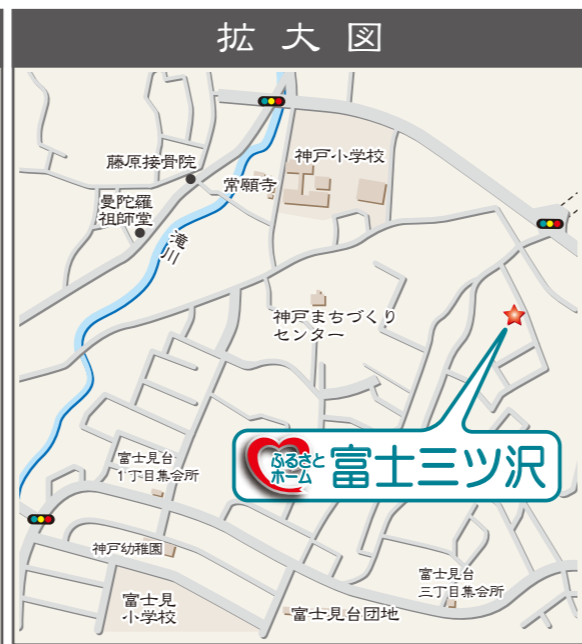 拡大図
藤原接骨院
神戸小学校
常願寺
曼陀羅
祖師堂
滝川
神戸まちづくり
センター
ふるさと
ホーム
富士三ツ沢
富士見台
1丁目集会所
神戸幼稚園
富士見
小学校
富士見台団地
富士見台
三丁目集会所